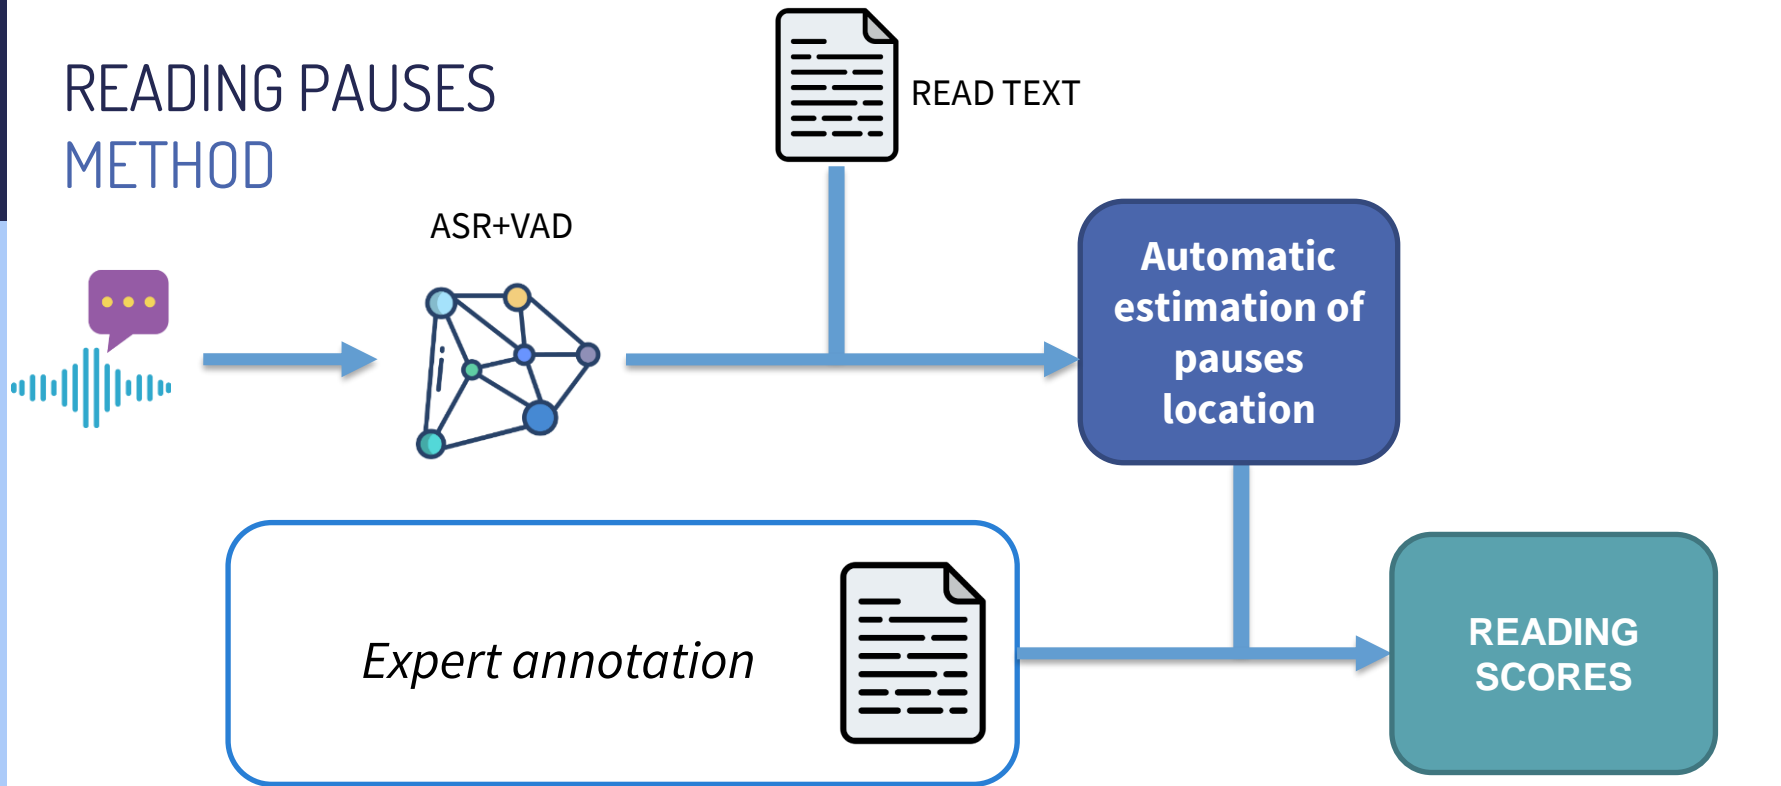 READING PAUSES
METHOD
READ TEXT
ASR+VAD
Automatic
estimation of
pauses
location
Expert annotation
READING
SCORES